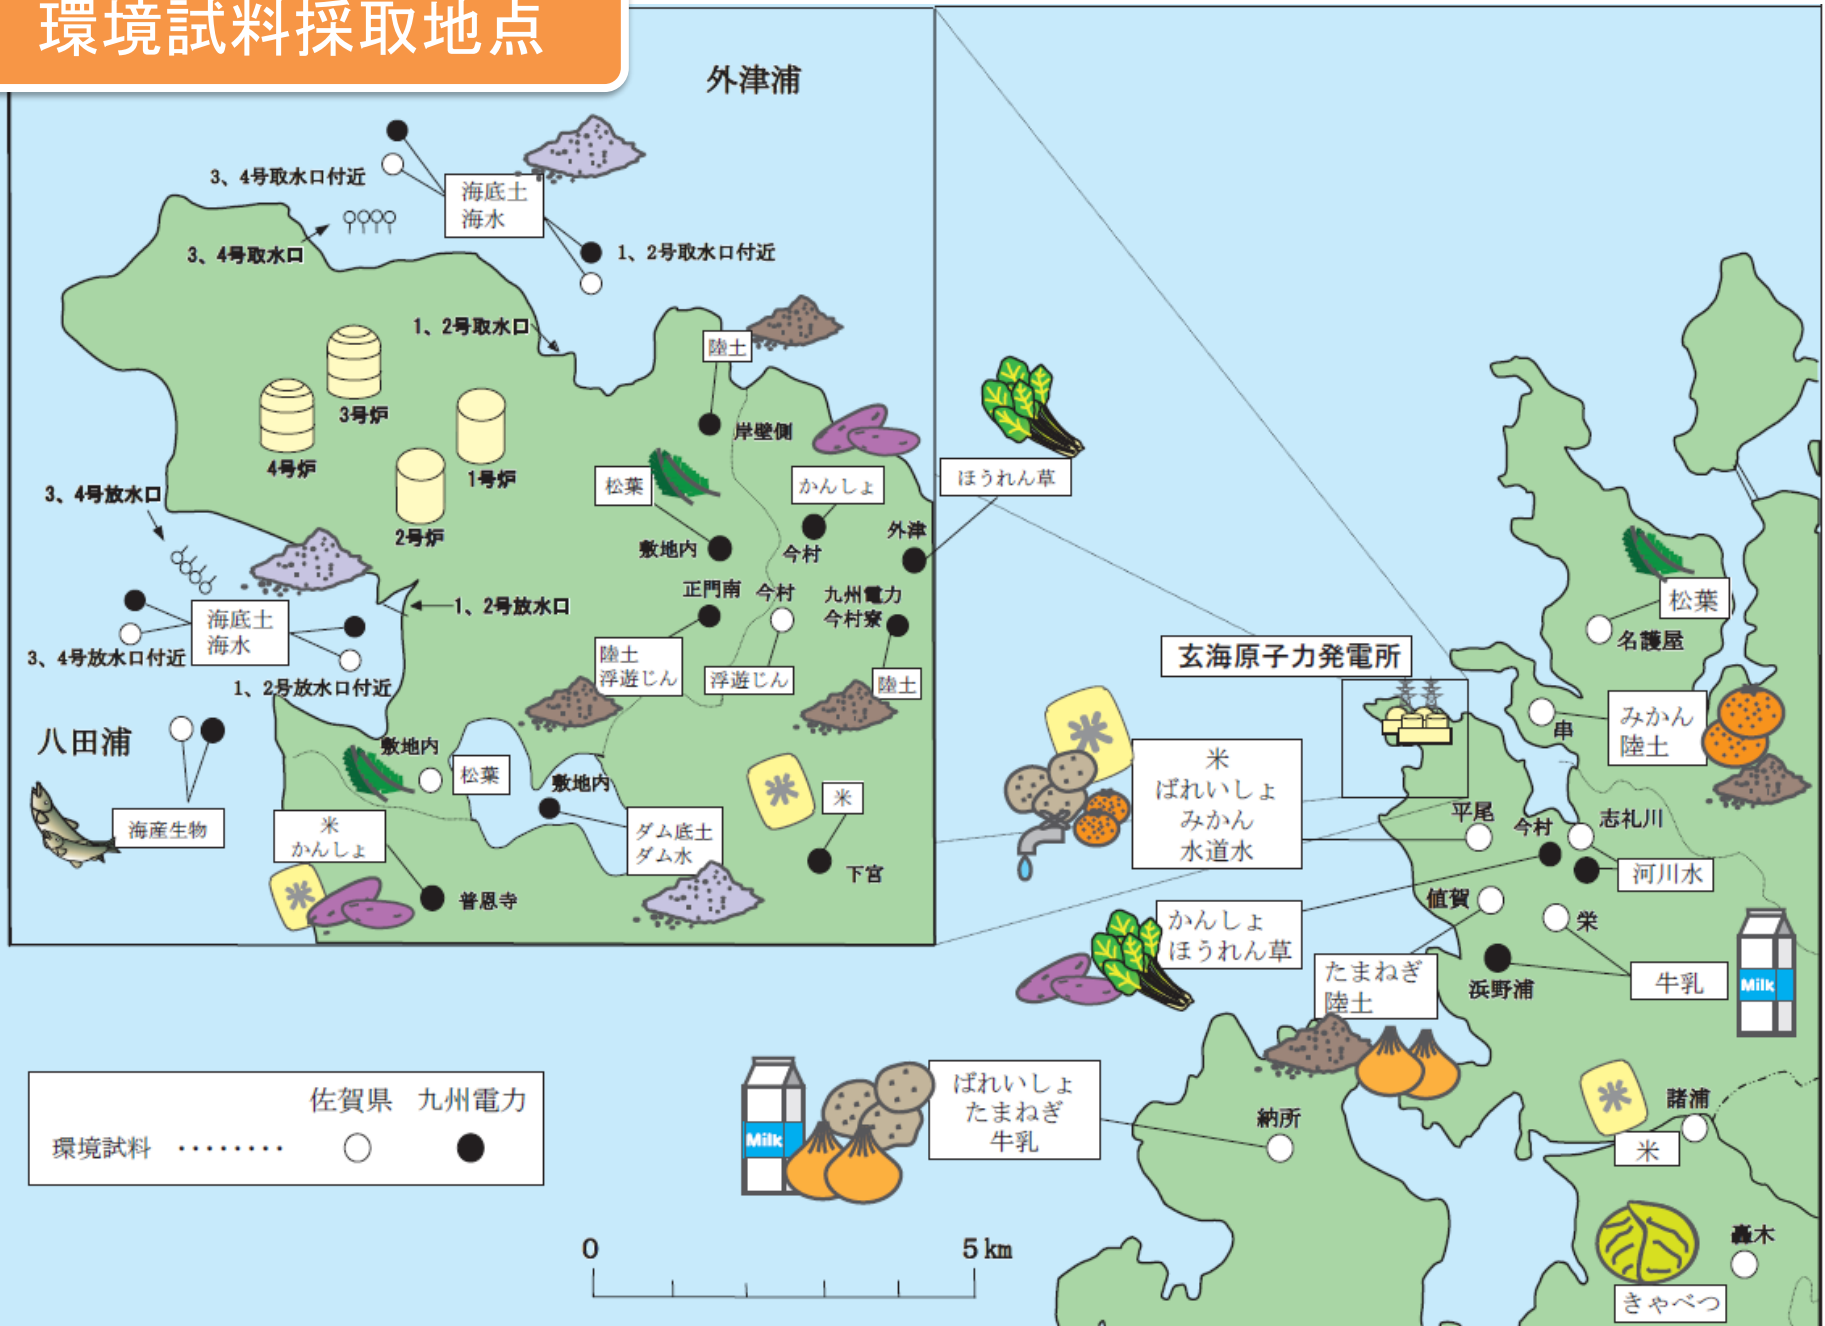 環境試料採取地点
外津浦
3、4号取水口付近
海底土
海水
3、4号取水口
1、2号取水口付近
1、2号取水口
陸土
3号炉
岸壁側
4号炉
1号炉
松葉
かんしょ
ほうれん草
3、4号放水口
2号炉
敷地内
今村
外津
正門南
今村
九州電力
今村寮
1、2号放水口
海底土
海水
3、4号放水口付近
陸土
浮遊じん
浮遊じん
陸土
1、2号放水口付近
八田浦
敷地内
松葉
敷地内
米
海産生物
米
かんしょ
ダム底土
ダム水
下宮
普恩寺
松葉
名護屋
玄海原子力発電所
串
みかん
陸土
米
ばれいしょ
みかん
水道水
平尾
今村
志礼川
河川水
値賀
栄
かんしょ
ほうれん草
たまねぎ
陸土
浜野浦
牛乳
Milk
佐賀県
九州電力
環境試料 ········
Milk
ばれいしょ
たまねぎ
牛乳
納所
諸浦
米
轟木
きゃべつ
0
5 km